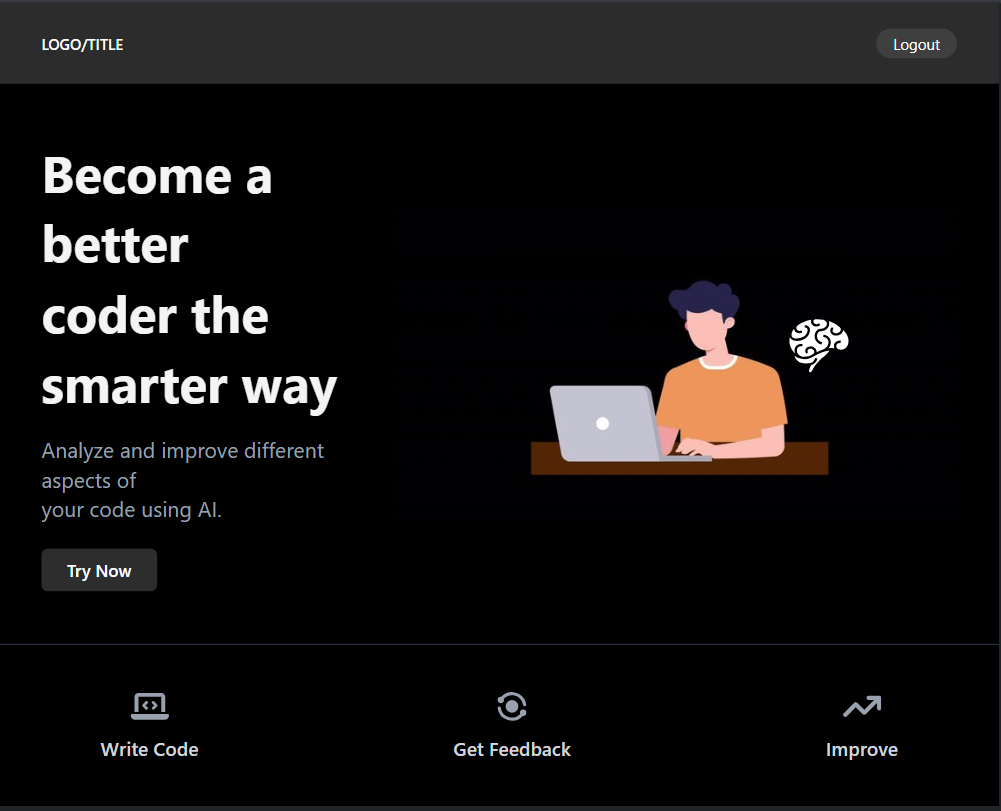 LOGO/TITLE
Logout
Become a
better
coder the
smarter way
Analyze and improve different
aspects of
your code using AI.
Try Now
Write Code
Get Feedback
Improve